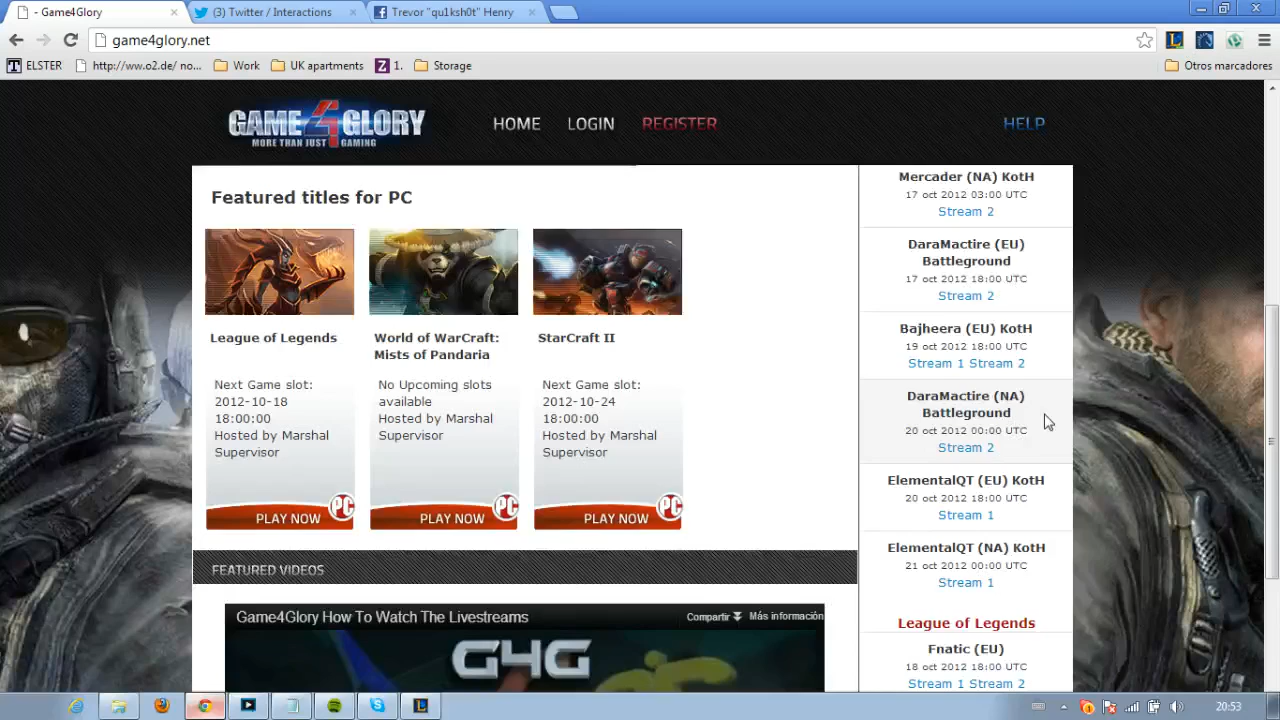 - Game4Glory
(3) Twitter / Interactions
Trevor "qu1ksh0t" Henry
game4glory.net
ELSTER
http://ww.o2.de/ no...
Work
UK apartments
Z 1.
Storage
Otros marcadores
GAME4GLORY
MORE THAN JUST GAMING
HOME
LOGIN
REGISTER
HELP
Featured titles for PC
League of Legends
Next Game slot:
2012-10-18
18:00:00
Hosted by Marshal
Supervisor
PLAY NOW
PC
World of WarCraft:
Mists of Pandaria
No Upcoming slots
available
Hosted by Marshal
Supervisor
PLAY NOW
PC
StarCraft II
Next Game slot:
2012-10-24
18:00:00
Hosted by Marshal
Supervisor
PLAY NOW
PC
FEATURED VIDEOS
Game4Glory How To Watch The Livestreams
Compartir
Más información
G4G
Mercader (NA) KotH
17 oct 2012 03:00 UTC
Stream 2
DaraMactire (EU)
Battleground
17 oct 2012 18:00 UTC
Stream 2
Bajheera (EU) KotH
19 oct 2012 18:00 UTC
Stream 1 Stream 2
DaraMactire (NA)
Battleground
20 oct 2012 00:00 UTC
Stream 2
ElementalQT (EU) KotH
20 oct 2012 18:00 UTC
Stream 1
ElementalQT (NA) KotH
21 oct 2012 00:00 UTC
Stream 1
League of Legends
Fnatic (EU)
18 oct 2012 18:00 UTC
Stream 1 Stream 2
20:53